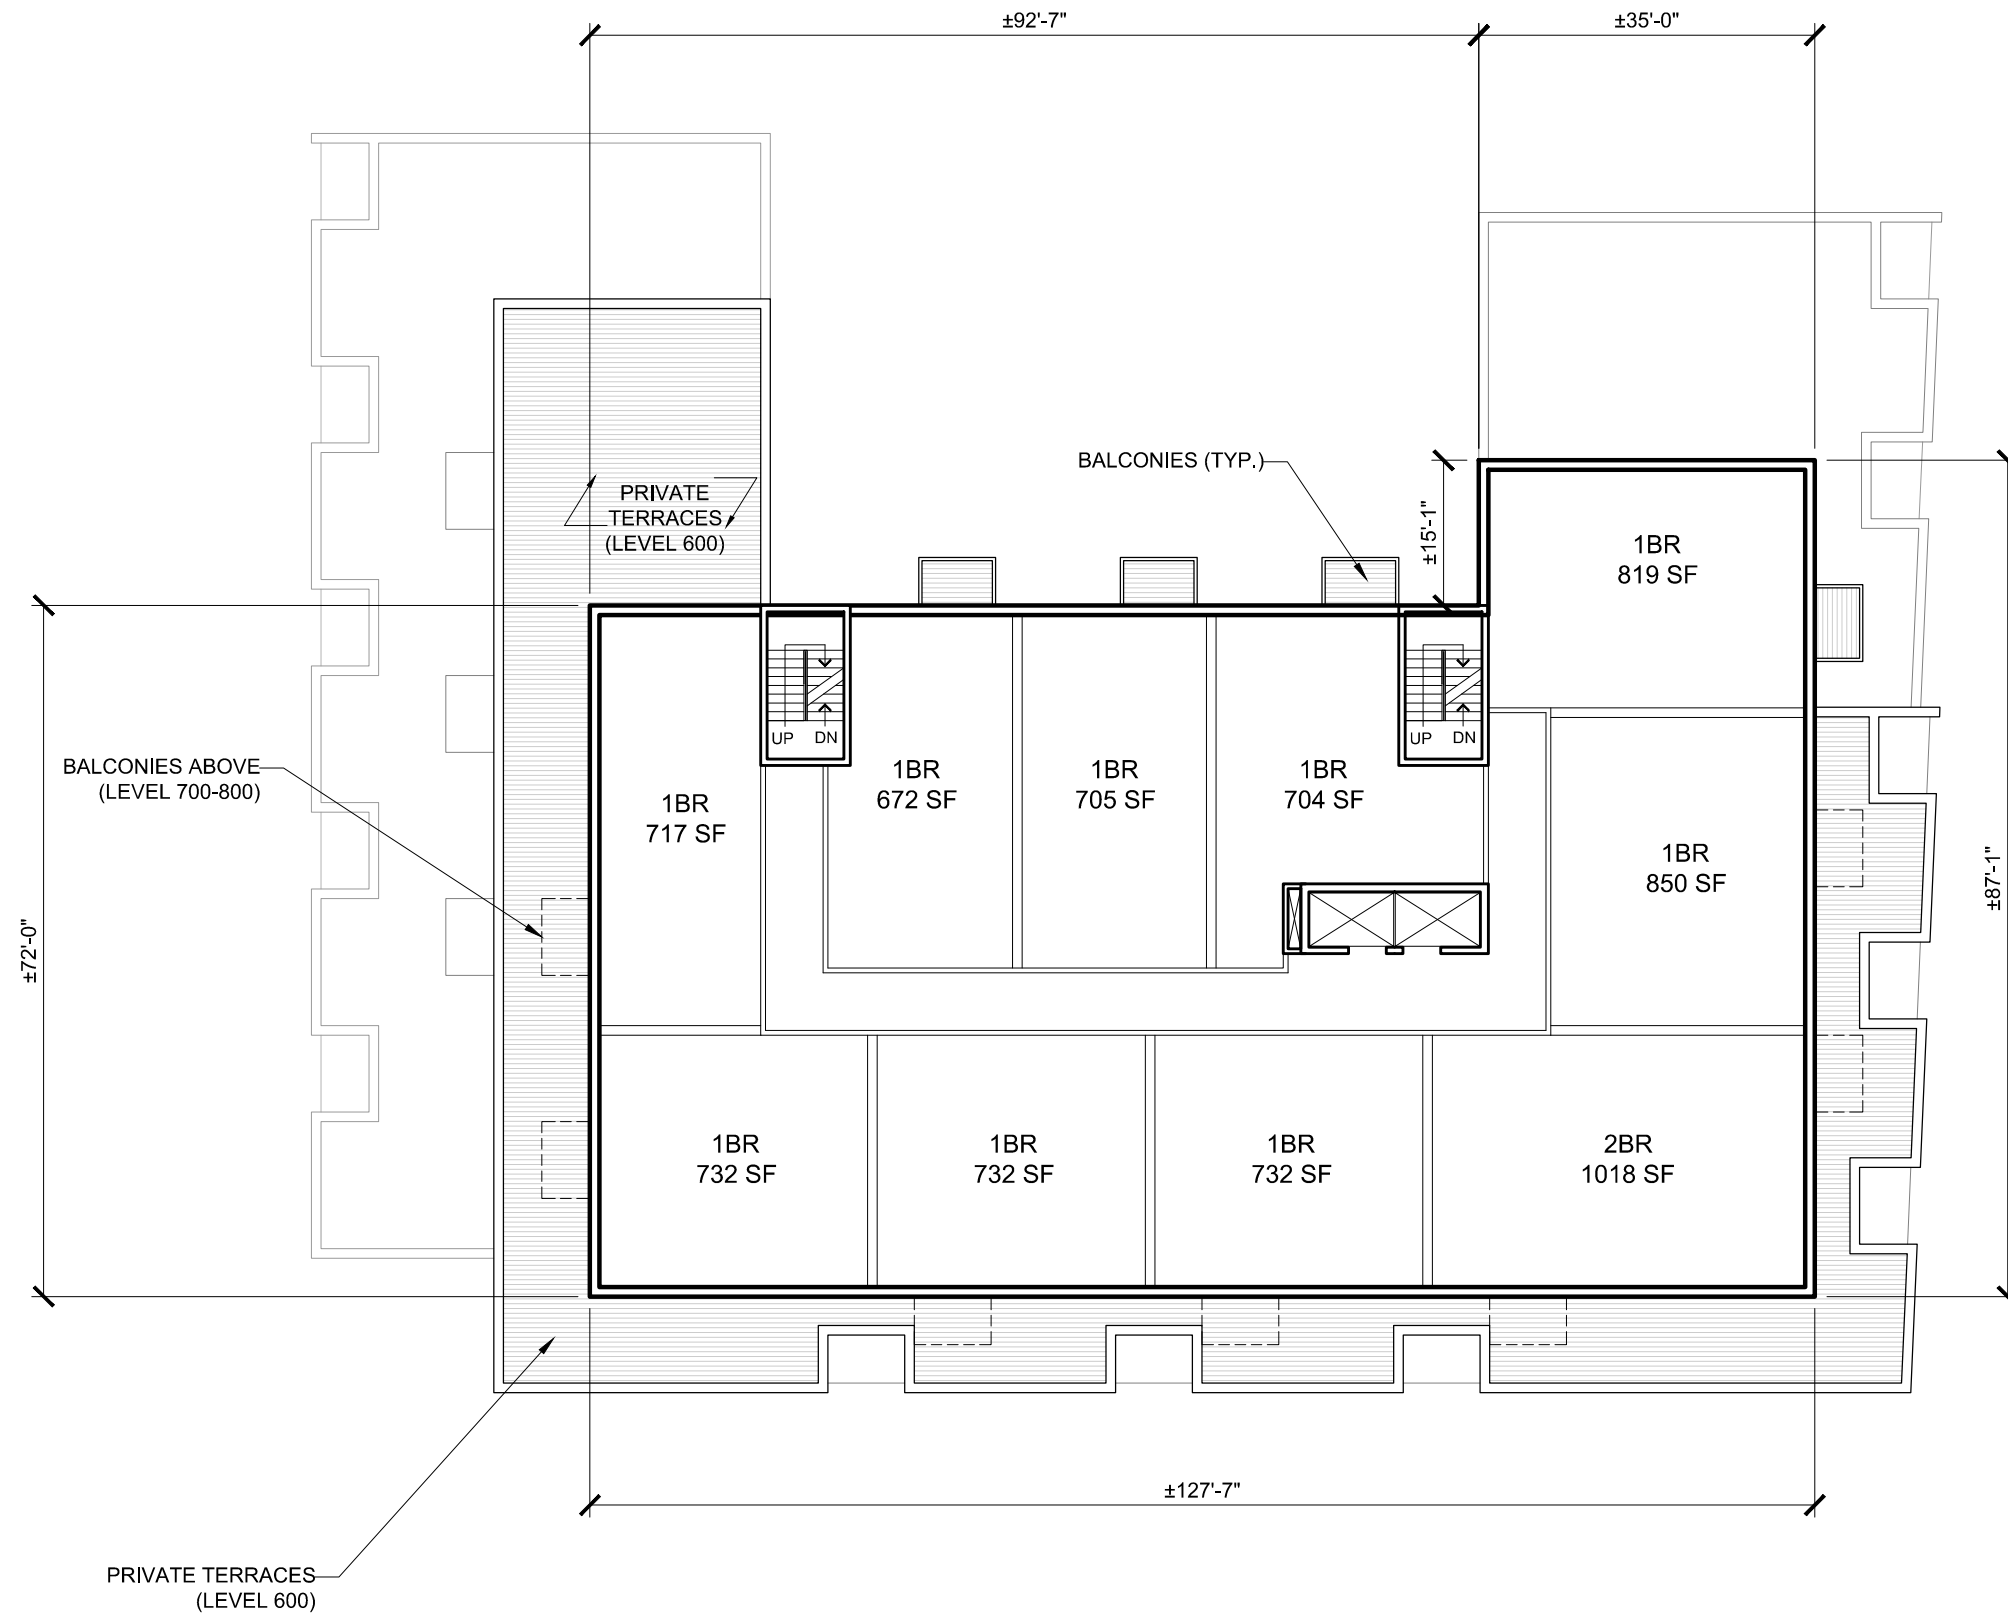 ±92'-7"
±35'-0"
BALCONIES (TYP.)
PRIVATE
TERRACES
(LEVEL 600)
±15'-1"
1BR
819 SF
UP DN
UP DN
BALCONIES ABOVE
(LEVEL 700-800)
1BR
717 SF
1BR
672 SF
1BR
705 SF
1BR
704 SF
1BR
850 SF
±72'-0"
±87'-1"
1BR
732 SF
1BR
732 SF
1BR
732 SF
2BR
1018 SF
±127'-7"
PRIVATE TERRACES
(LEVEL 600)